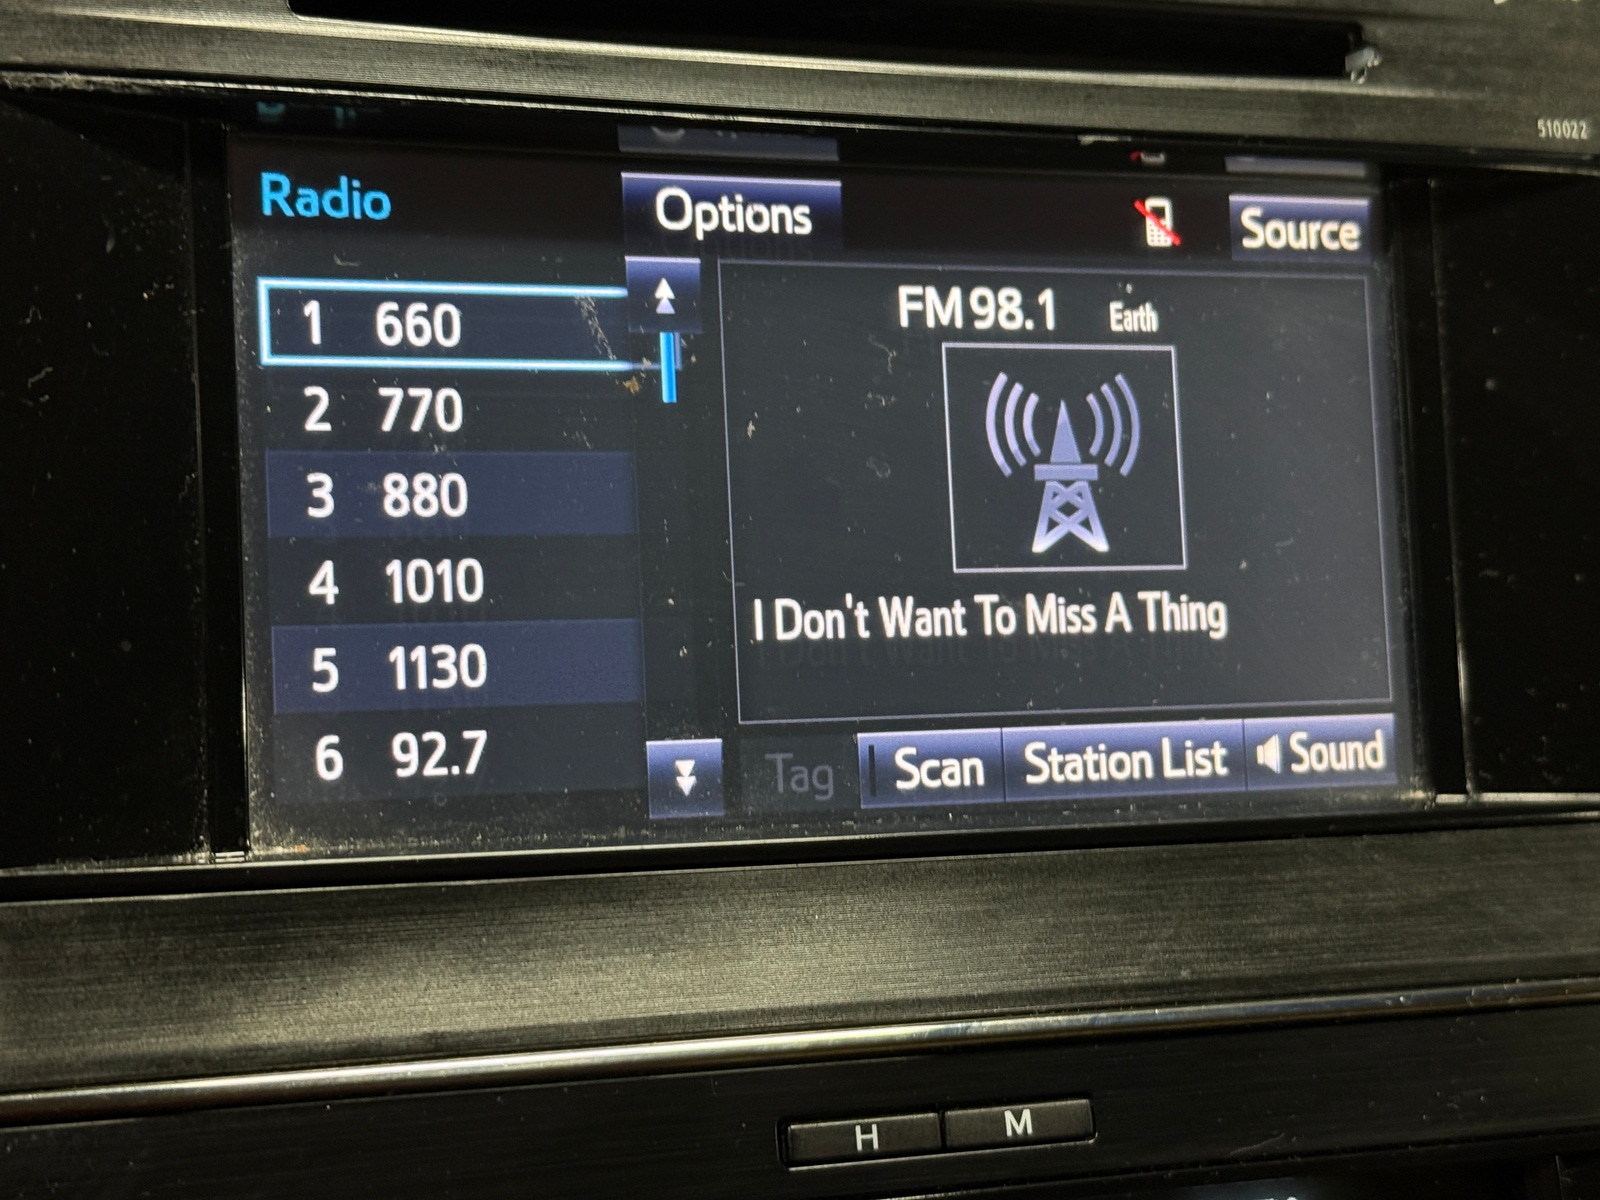 510022
Radio
Options
Source
1 660
2 770
3 880
4 1010
5 1130
6 92.7
FM 98.1 Earth
I Don't Want To Miss A Thing
Tag
Scan
Station List
Sound
H
M